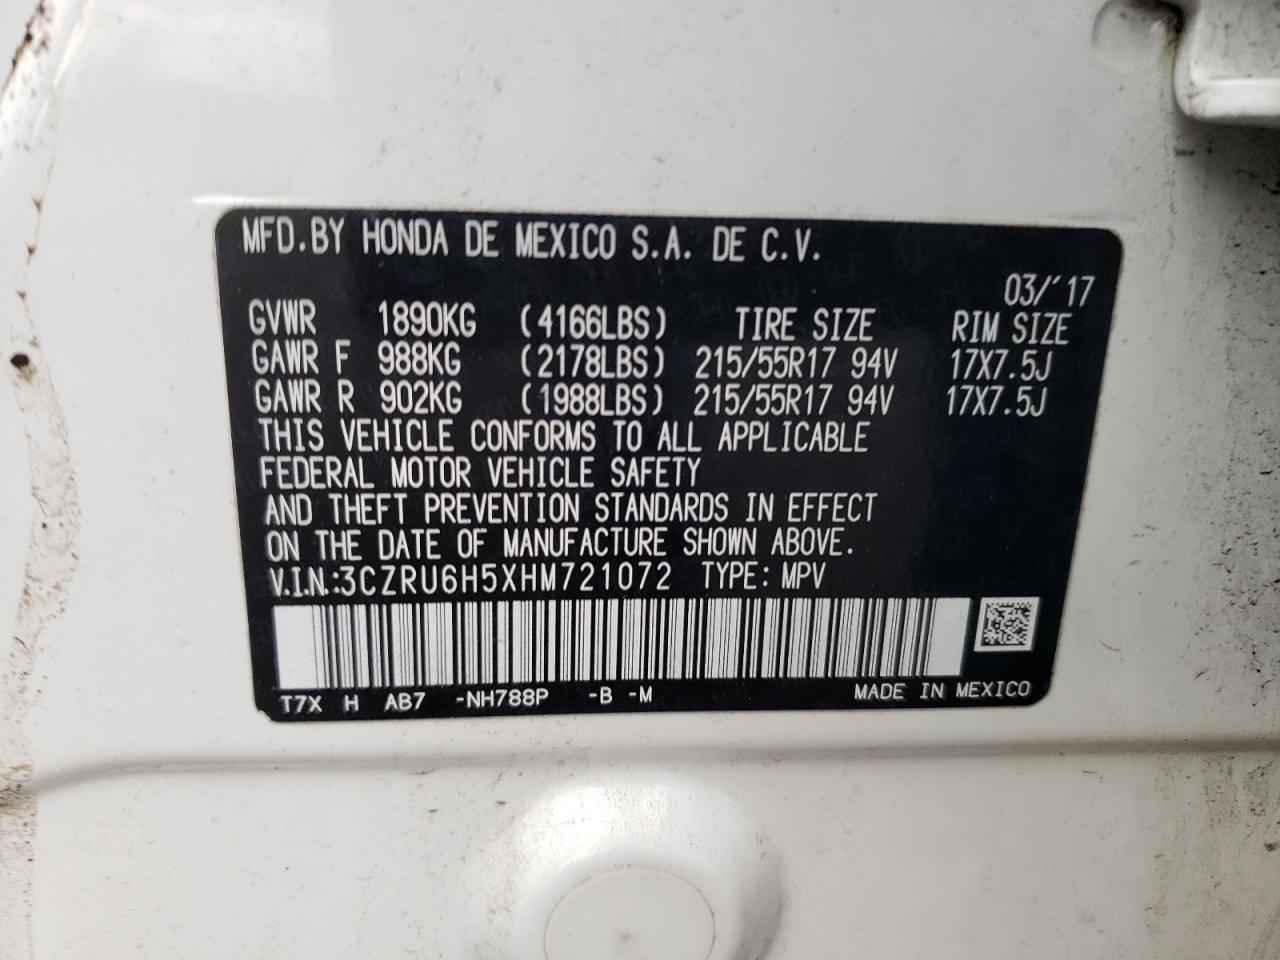 MFD.BY HONDA DE MEXICO S.A. DE C.V.
03/'17
GVWR 1890KG (4166LBS) TIRE SIZE RIM SIZE
GAWR F 988KG (2178LBS) 215/55R17 94V 17X7.5J
GAWR R 902KG (1988LBS) 215/55R17 94V 17X7.5J
THIS VEHICLE CONFORMS TO ALL APPLICABLE
FEDERAL MOTOR VEHICLE SAFETY
AND THEFT PREVENTION STANDARDS IN EFFECT
ON THE DATE OF MANUFACTURE SHOWN ABOVE.
V.I.N.:3CZRU6H5XHM721072 TYPE: MPV
T7X H AB7 -NH788P -B -M MADE IN MEXICO